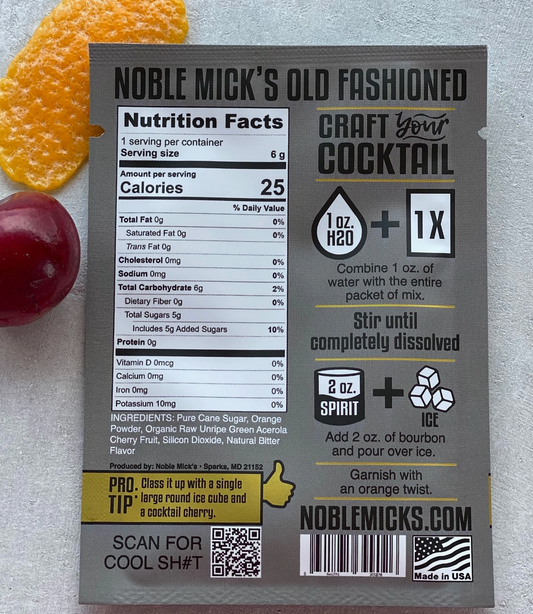 NOBLE MICK'S OLD FASHIONED
Nutrition Facts
1 serving per container
Serving size 6 g
Amount per serving
Calories 25
% Daily Value
Total Fat 0g 0%
Saturated Fat 0g 0%
Trans Fat 0g
Cholesterol 0mg 0%
Sodium 0mg 0%
Total Carbohydrate 6g 2%
Dietary Fiber 0g 0%
Total Sugars 5g
Includes 5g Added Sugars 10%
Protein 0g
Vitamin D 0mcg 0%
Calcium 0mg 0%
Iron 0mg 0%
Potassium 10mg 0%
INGREDIENTS: Pure Cane Sugar, Orange
Powder, Organic Raw Unripe Green Acerola
Cherry Fruit, Silicon Dioxide, Natural Bitter
Flavor
Produced by: Noble Mick's • Sparks, MD 21152
PRO TIP: Class it up with a single
large round ice cube and
a cocktail cherry.
SCAN FOR
COOL SH#T
CRAFT your
COCKTAIL
1 oz.
H2O
+
1X
Combine 1 oz. of
water with the entire
packet of mix.
Stir until
completely dissolved
2 oz.
SPIRIT
+
ICE
Add 2 oz. of bourbon
and pour over ice.
Garnish with
an orange twist.
NOBLEMICKS.COM
Made in USA